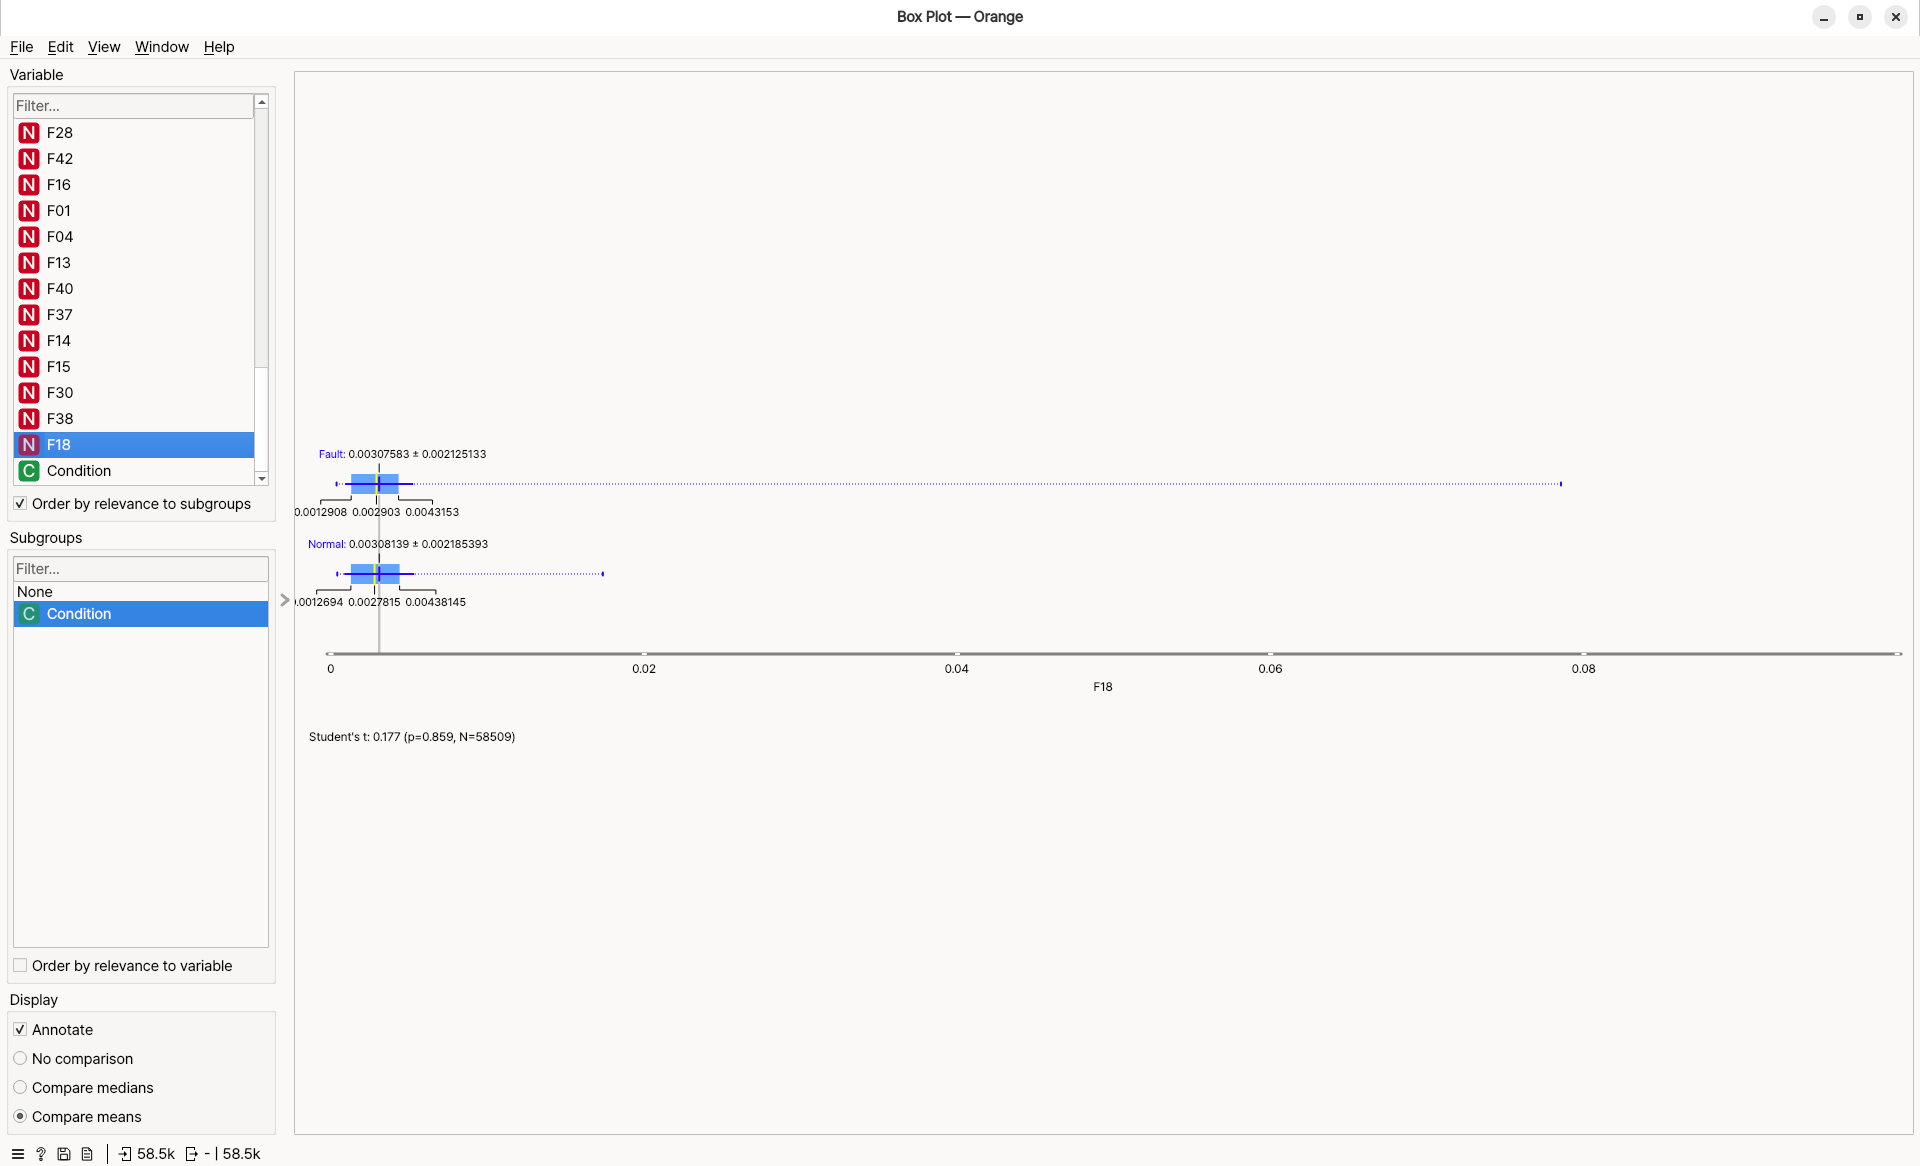 Box Plot — Orange
File Edit View Window Help
Variable
Filter...
N F28
N F42
N F16
N F01
N F04
N F13
N F40
N F37
N F14
N F15
N F30
N F38
N F18
C Condition
Order by relevance to subgroups
Subgroups
Filter...
None
C Condition
Order by relevance to variable
Display
Annotate
No comparison
Compare medians
Compare means
58.5k - | 58.5k
Fault: 0.00307583 ± 0.002125133
0.0012908 0.002903 0.0043153
Normal: 0.00308139 ± 0.002185393
.0012694 0.0027815 0.00438145
0 0.02 0.04 0.06 0.08
F18
Student's t: 0.177 (p=0.859, N=58509)